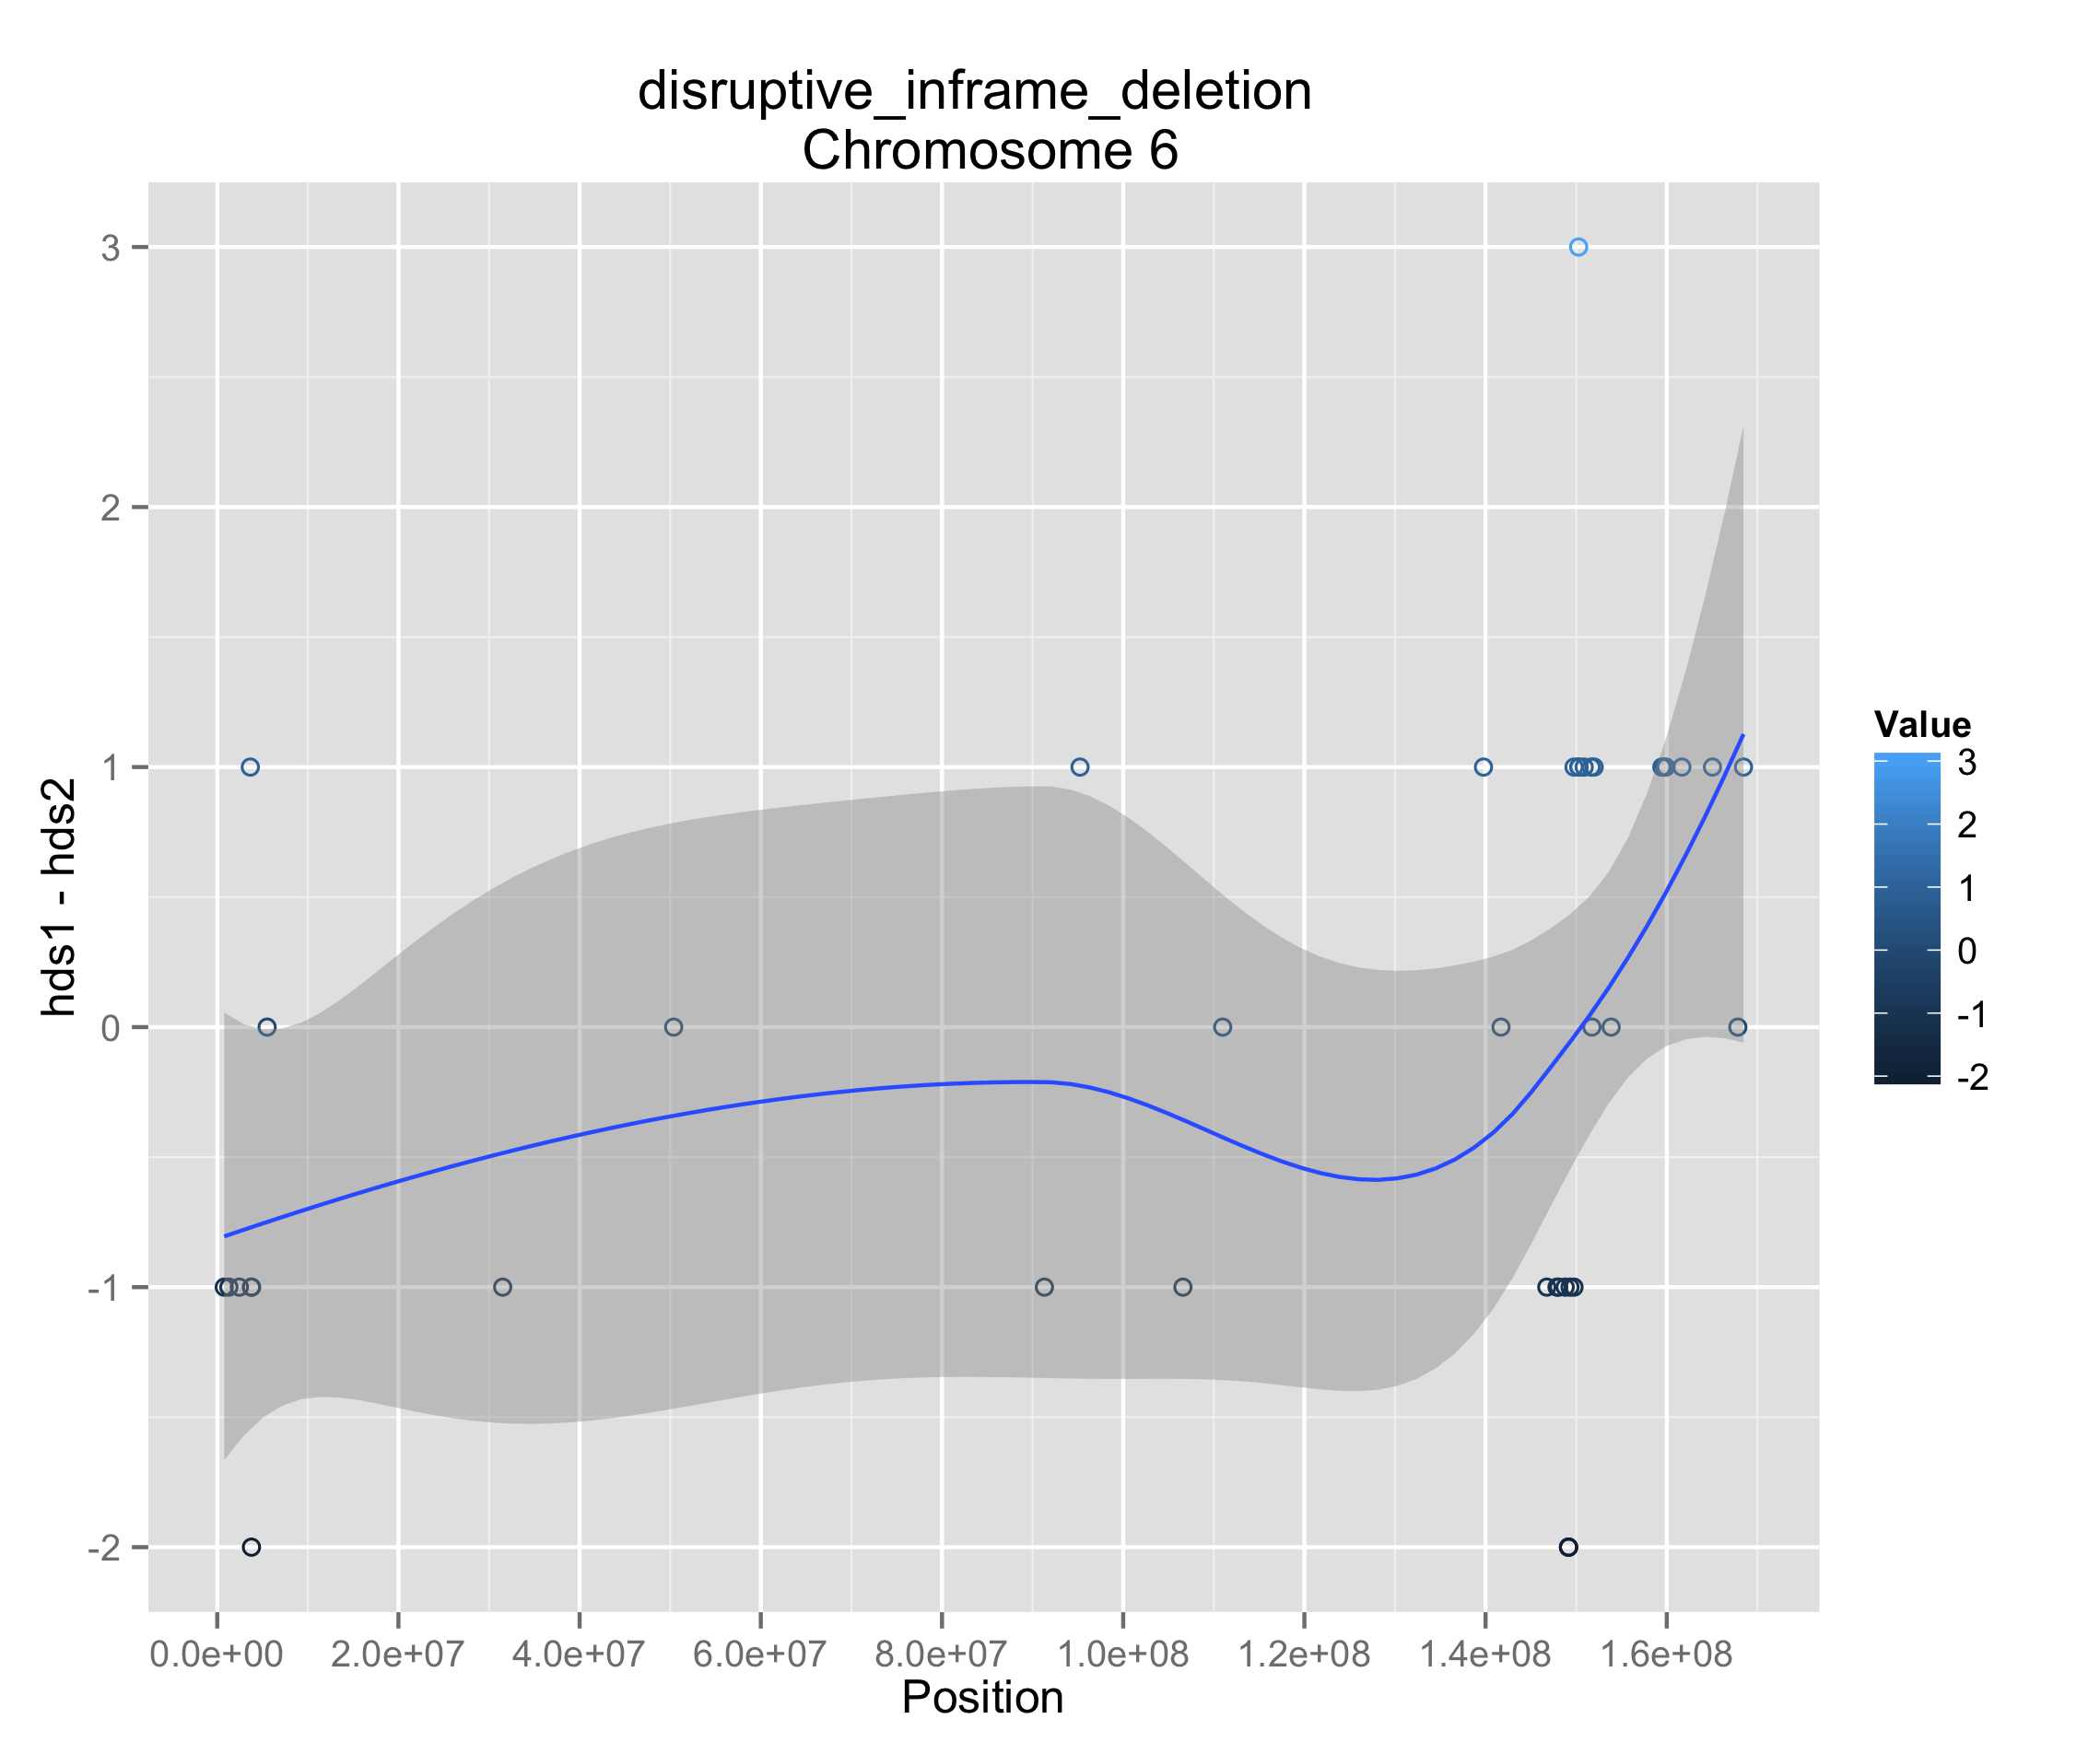 disruptive_inframe_deletion
Chromosome 6
hds1 - hds2
3
2
1
0
-1
-2
0.0e+00 2.0e+07 4.0e+07 6.0e+07 8.0e+07 1.0e+08 1.2e+08 1.4e+08 1.6e+08
Position
Value
3
2
1
0
-1
-2